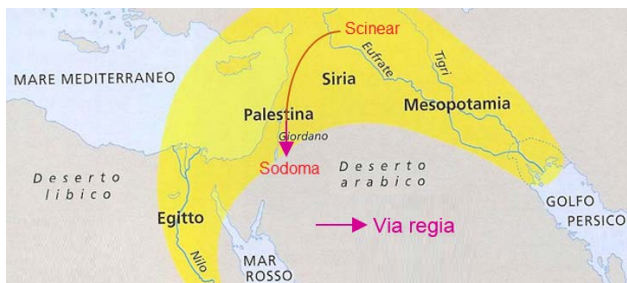 Scinear
MARE MEDITERRANEO
Eufrate
Tigri
Siria
Mesopotamia
Palestina
Giordano
Sodoma
Deserto
libico
Deserto
arabico
Egitto
GOLFO
PERSICO
Via regia
Nilo
MAR
ROSSO